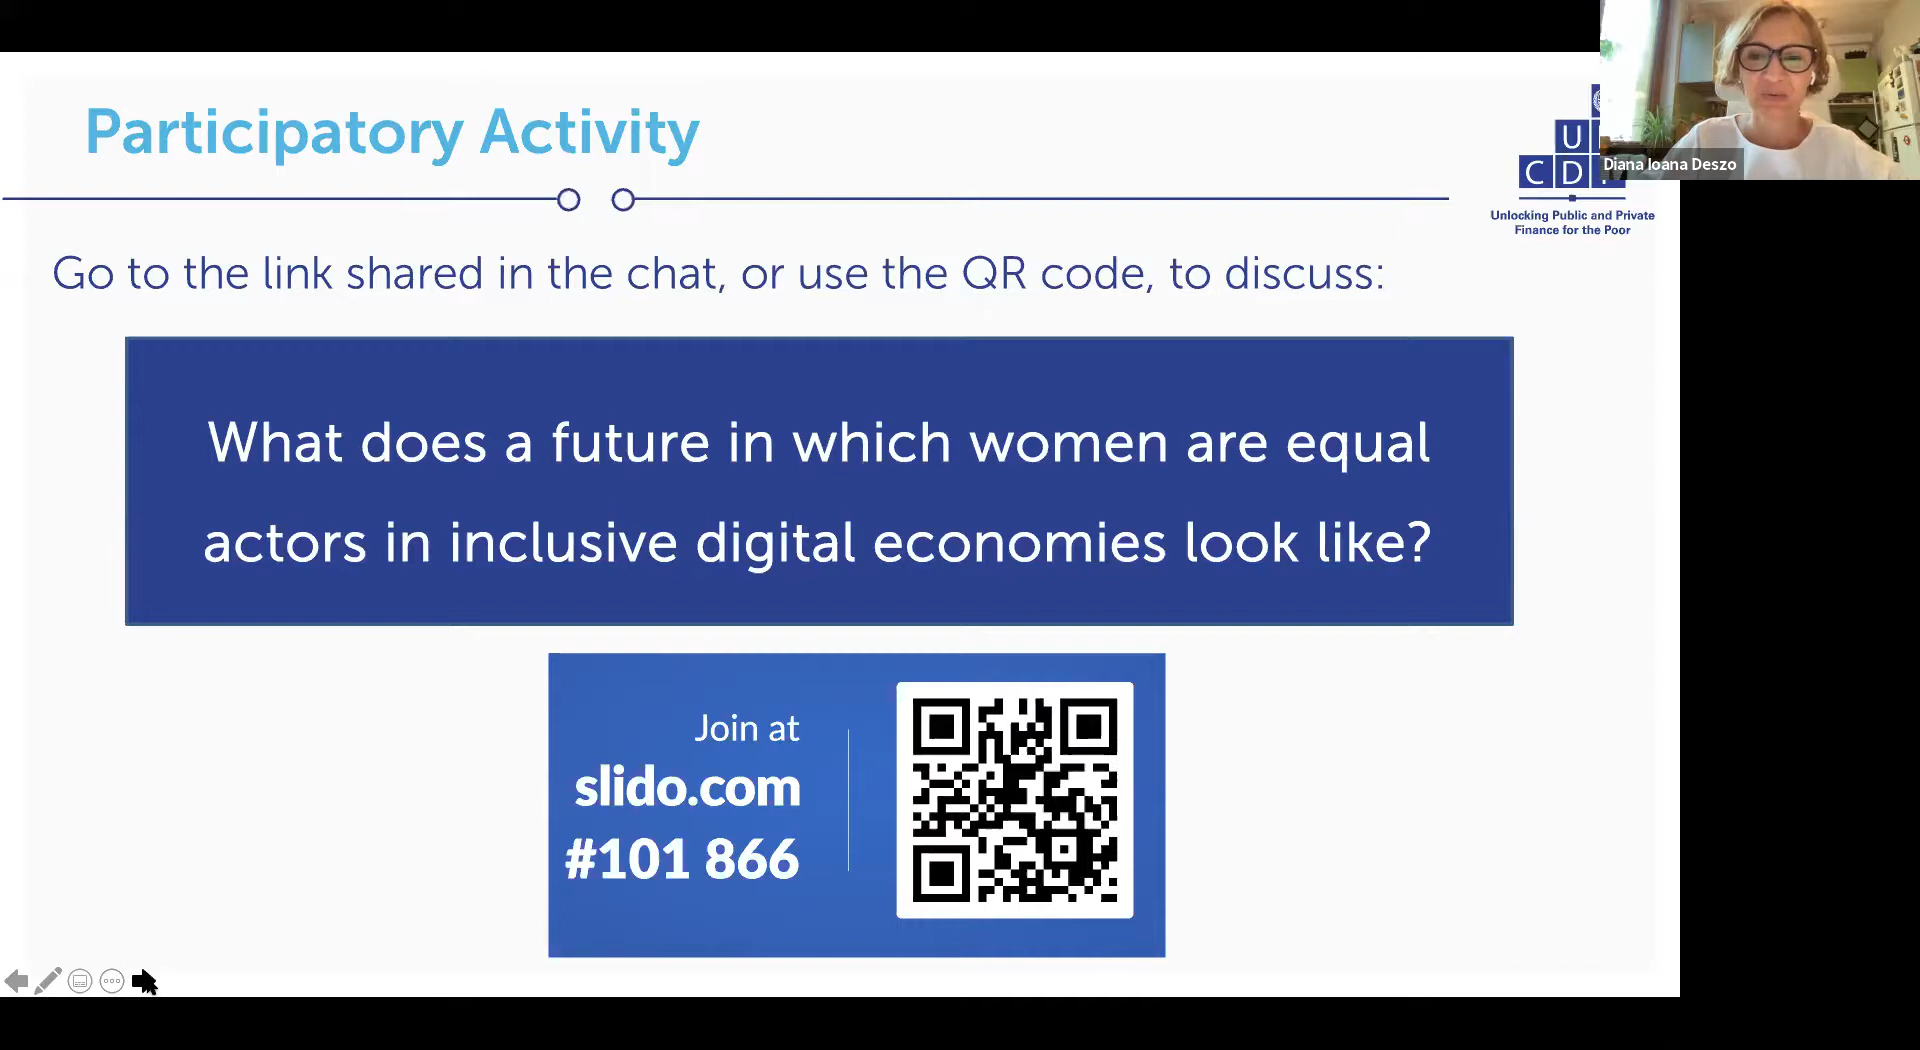 Participatory Activity
U
CD
Diana Ioana Deszo
Unlocking Public and Private
Finance for the Poor
Go to the link shared in the chat, or use the QR code, to discuss:
What does a future in which women are equal
actors in inclusive digital economies look like?
Join at
slido.com
#101 866